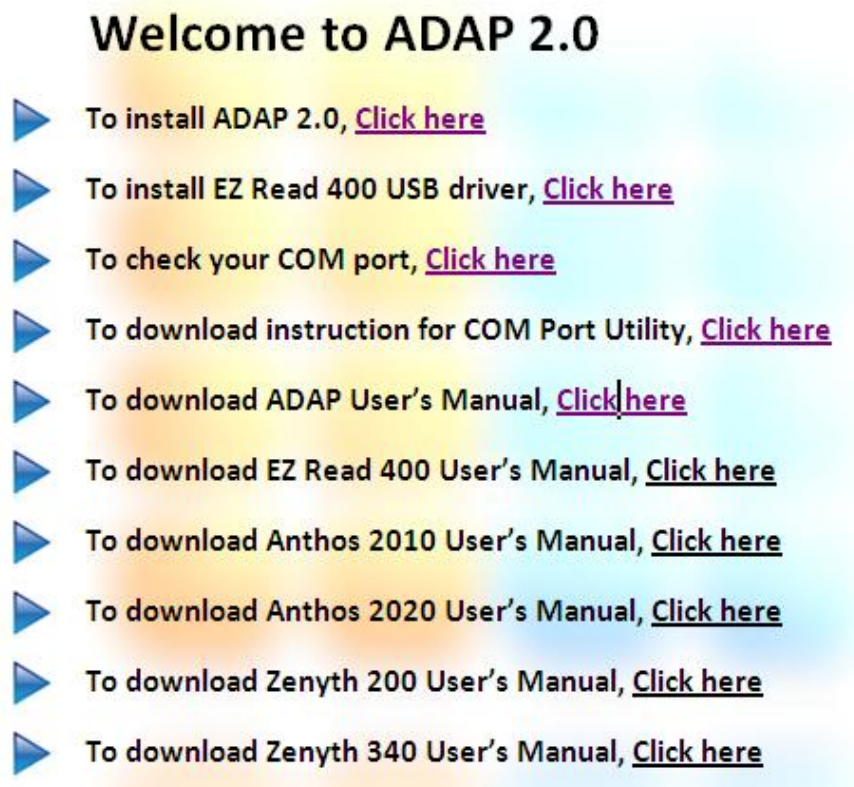 Welcome to ADAP 2.0
To install ADAP 2.0, Click here
To install EZ Read 400 USB driver, Click here
To check your COM port, Click here
To download instruction for COM Port Utility, Click here
To download ADAP User’s Manual, Click here
To download EZ Read 400 User’s Manual, Click here
To download Anthos 2010 User’s Manual, Click here
To download Anthos 2020 User’s Manual, Click here
To download Zenyth 200 User’s Manual, Click here
To download Zenyth 340 User’s Manual, Click here